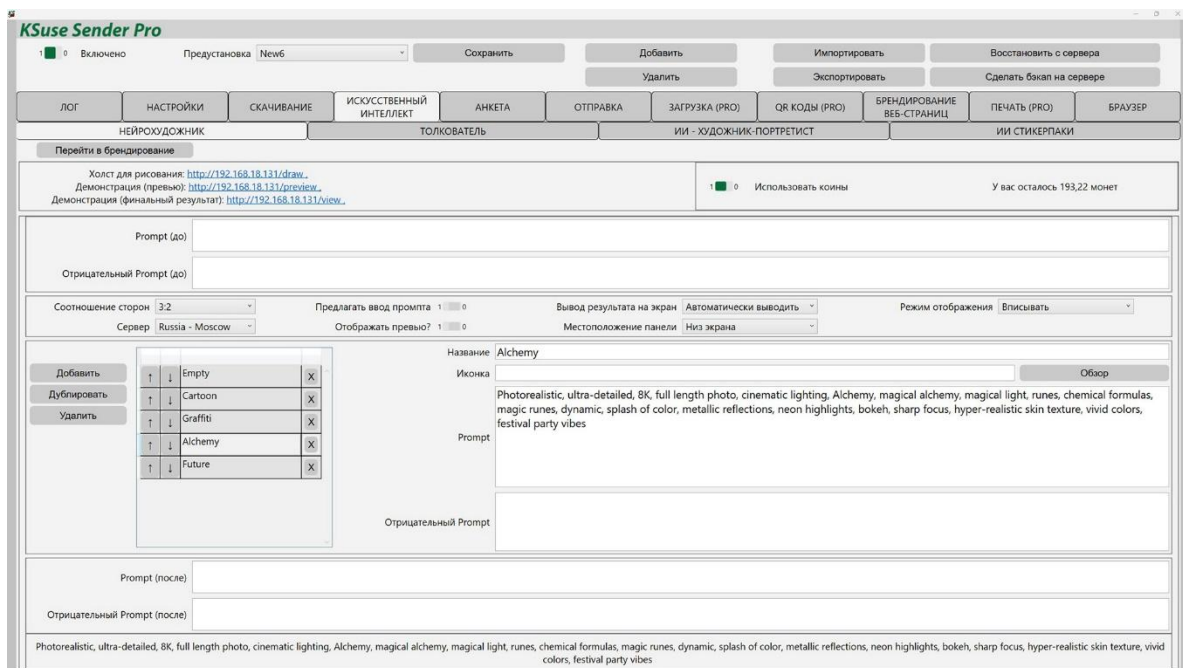 KSuse Sender Pro
1 0 Включено Предустановка New6 Сохранить Добавить Импортировать Восстановить с сервера
Удалить Экспортировать Сделать бэкап на сервере
ЛОГ НАСТРОЙКИ СКАЧИВАНИЕ ИСКУССТВЕННЫЙ ИНТЕЛЛЕКТ АНКЕТА ОТПРАВКА ЗАГРУЗКА (PRO) QR КОДЫ (PRO) БРЕНДИРОВАНИЕ ВЕБ-СТРАНИЦ ПЕЧАТЬ (PRO) БРАУЗЕР
НЕЙРОХУДОЖНИК ТОЛКОВАТЕЛЬ ИИ - ХУДОЖНИК-ПОРТРЕТИСТ ИИ СТИКЕРПАКИ
Перейти в брендирование
Холст для рисования: http://192.168.18.131/draw .
Демонстрация (превью): http://192.168.18.131/preview .
Демонстрация (финальный результат): http://192.168.18.131/view .
1 0 Использовать коины У вас осталось 193,22 монет
Prompt (до)
Отрицательный Prompt (до)
Соотношение сторон 3:2 Предлагать ввод промпта 1 0 Вывод результата на экран Автоматически выводить Режим отображения Вписывать
Сервер Russia - Moscow Отображать превью? 1 0 Местоположение панели Низ экрана
Добавить
Дублировать
Удалить
↑ ↓ Empty X
↑ ↓ Cartoon X
↑ ↓ Graffiti X
↑ ↓ Alchemy X
↑ ↓ Future X
Название Alchemy
Иконка Обзор
Prompt
Photorealistic, ultra-detailed, 8K, full length photo, cinematic lighting, Alchemy, magical alchemy, magical light, runes, chemical formulas,
magic runes, dynamic, splash of color, metallic reflections, neon highlights, bokeh, sharp focus, hyper-realistic skin texture, vivid colors,
festival party vibes
Отрицательный Prompt
Prompt (после)
Отрицательный Prompt (после)
Photorealistic, ultra-detailed, 8K, full length photo, cinematic lighting, Alchemy, magical alchemy, magical light, runes, chemical formulas, magic runes, dynamic, splash of color, metallic reflections, neon highlights, bokeh, sharp focus, hyper-realistic skin texture, vivid
colors, festival party vibes